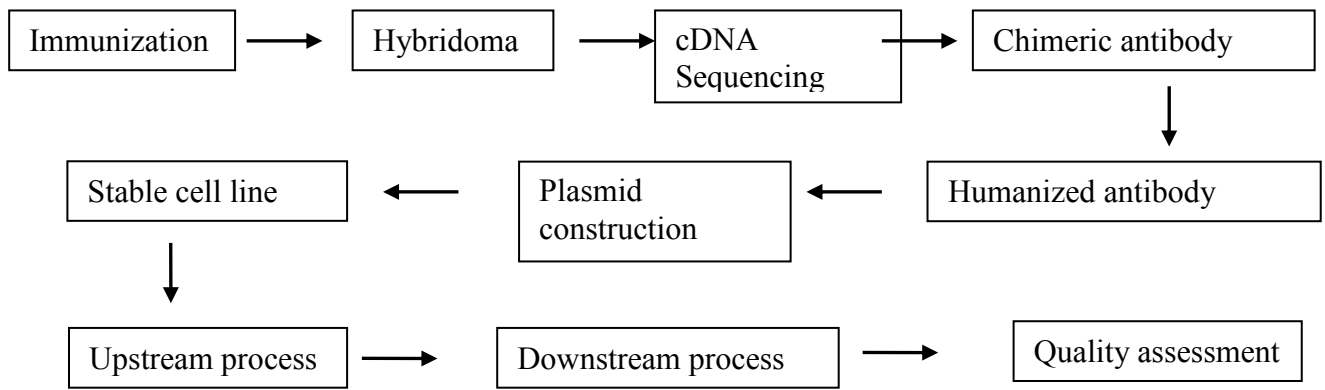 Immunization
Hybridoma
cDNA
Sequencing
Chimeric antibody
Humanized antibody
Plasmid
construction
Stable cell line
Upstream process
Downstream process
Quality assessment